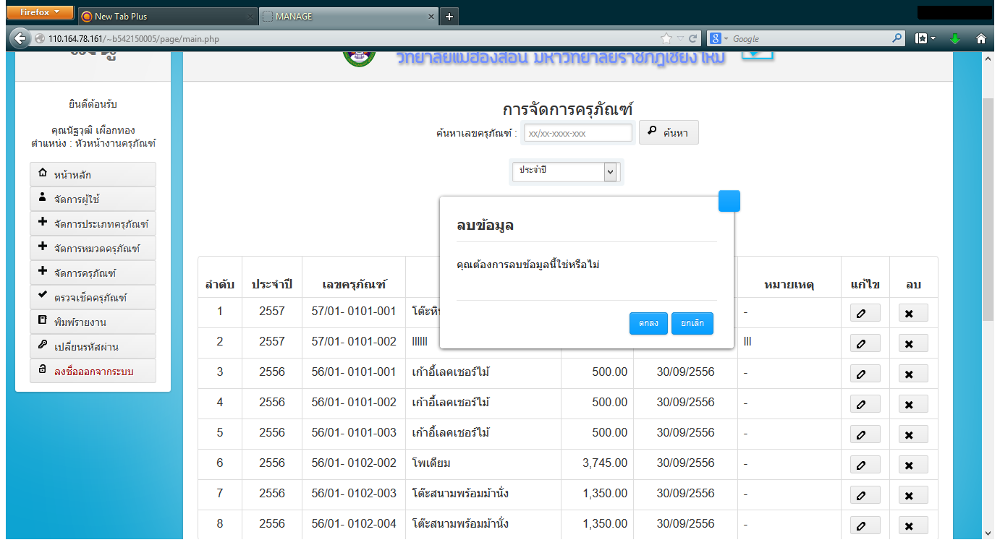 Firefox
New Tab Plus
MANAGE
110.164.78.161/~b542150005/page/main.php
Google
วิทยาลัยแม่ฮ่องสอน มหาวิทยาลัยราชภัฏเชียงใหม่
ยินดีต้อนรับ
คุณนัฐวุฒิ เผือกทอง
ตำแหน่ง : หัวหน้างานครุภัณฑ์
หน้าหลัก
จัดการผู้ใช้
จัดการประเภทครุภัณฑ์
จัดการหมวดครุภัณฑ์
จัดการครุภัณฑ์
ตรวจเช็คครุภัณฑ์
พิมพ์รายงาน
เปลี่ยนรหัสผ่าน
ลงชื่อออกจากระบบ
การจัดการครุภัณฑ์
ค้นหาเลขครุภัณฑ์ : xx/xx-xxxx-xxx ค้นหา
ประจำปี
ลบข้อมูล
คุณต้องการลบข้อมูลนี้ใช่หรือไม่
ตกลง ยกเลิก
ลำดับ ประจำปี เลขครุภัณฑ์ หมายเหตุ แก้ไข ลบ
1 2557 57/01- 0101-001 -
2 2557 57/01- 0101-002 llllll lll
3 2556 56/01- 0101-001 เก้าอี้เลคเชอร์ไม้ 500.00 30/09/2556 -
4 2556 56/01- 0101-002 เก้าอี้เลคเชอร์ไม้ 500.00 30/09/2556 -
5 2556 56/01- 0101-003 เก้าอี้เลคเชอร์ไม้ 500.00 30/09/2556 -
6 2556 56/01- 0102-002 โพเดียม 3,745.00 30/09/2556 -
7 2556 56/01- 0102-003 โต๊ะสนามพร้อมม้านั่ง 1,350.00 30/09/2556 -
8 2556 56/01- 0102-004 โต๊ะสนามพร้อมม้านั่ง 1,350.00 30/09/2556 -